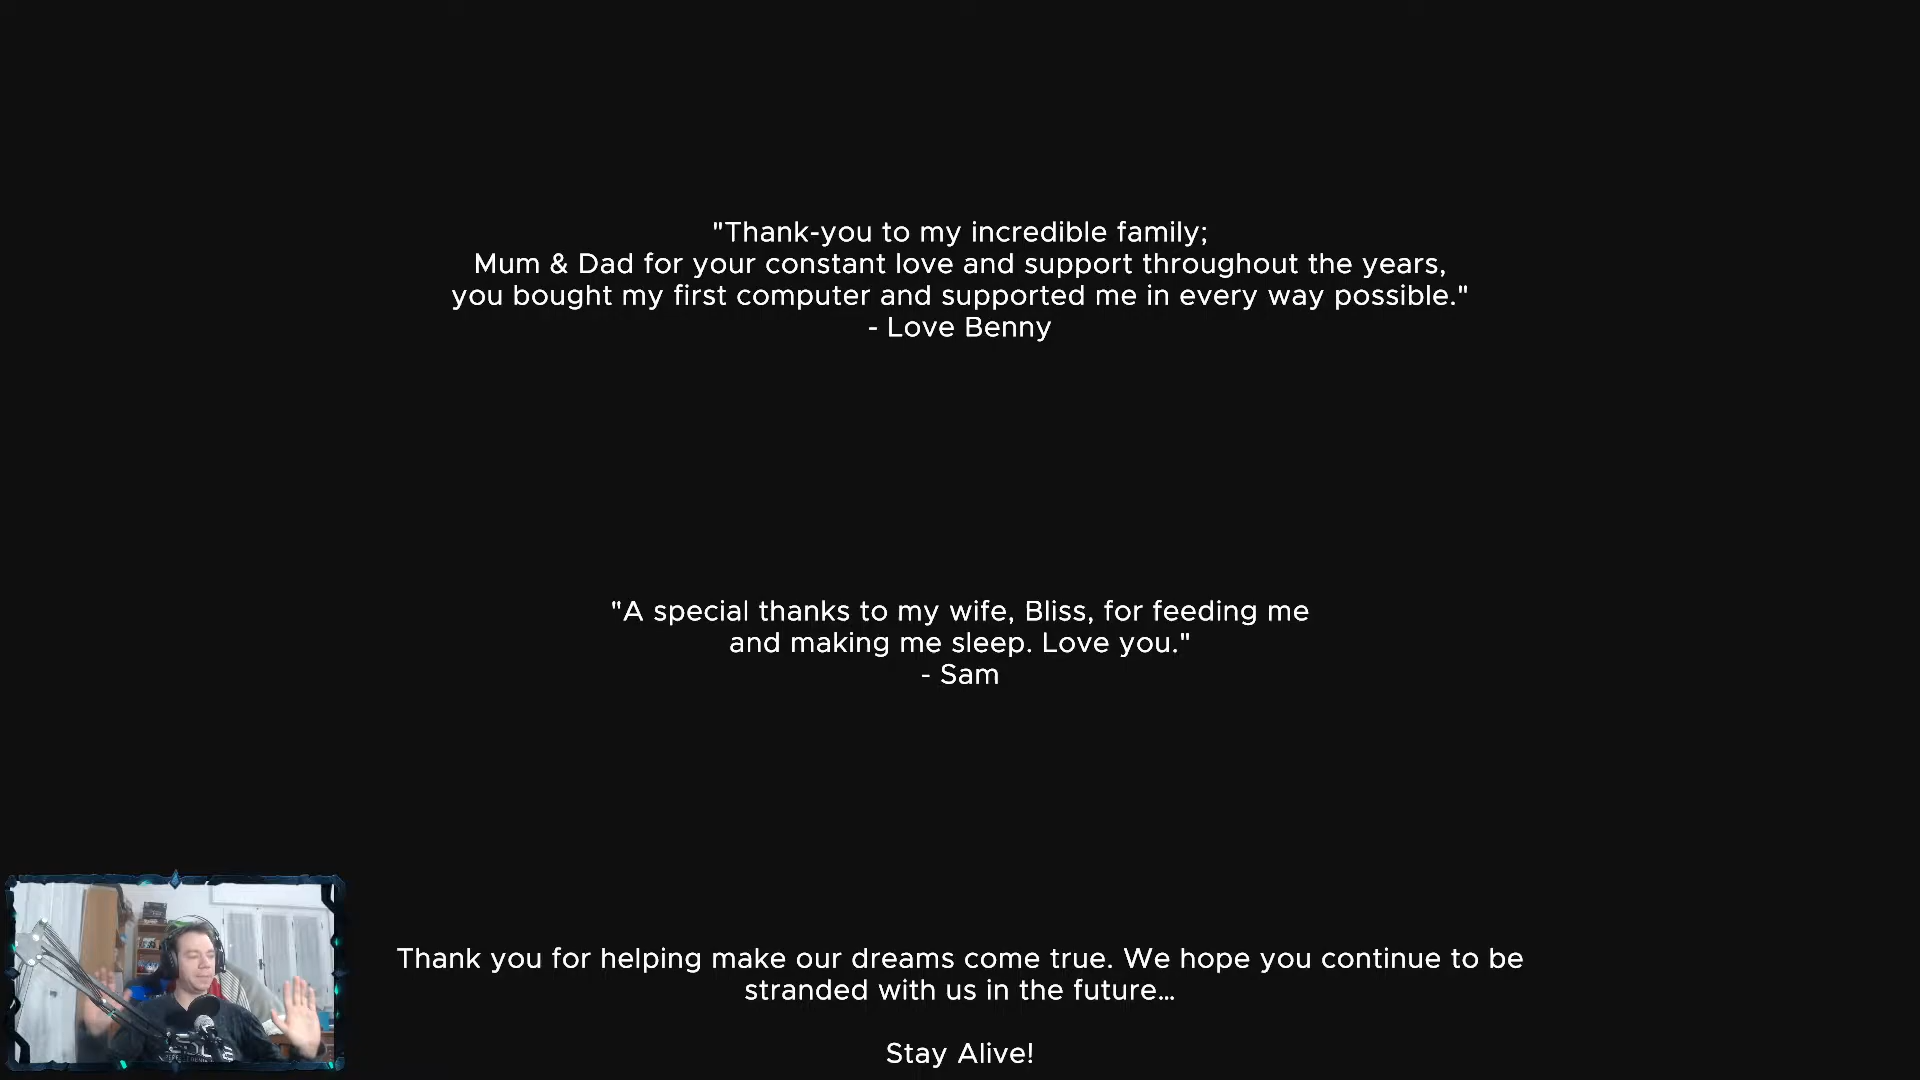 "Thank-you to my incredible family;
Mum & Dad for your constant love and support throughout the years,
you bought my first computer and supported me in every way possible."
- Love Benny
"A special thanks to my wife, Bliss, for feeding me
and making me sleep. Love you."
- Sam
Thank you for helping make our dreams come true. We hope you continue to be
stranded with us in the future...
Stay Alive!